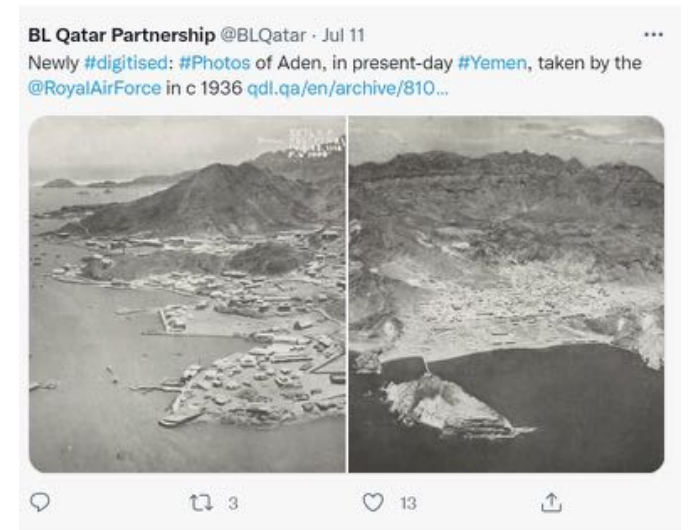 BL Qatar Partnership @BLQatar · Jul 11
Newly #digitised: #Photos of Aden, in present-day #Yemen, taken by the
@RoyalAirForce in c 1936 qdl.qa/en/archive/810...
3
13